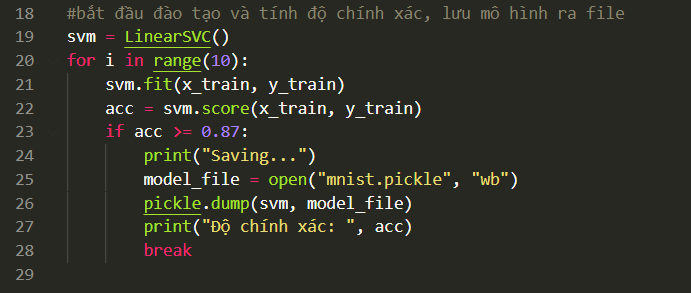 18 #bắt đầu đào tạo và tính độ chính xác, lưu mô hình ra file
19 svm = LinearSVC()
20 for i in range(10):
21     svm.fit(x_train, y_train)
22     acc = svm.score(x_train, y_train)
23     if acc >= 0.87:
24         print("Saving...")
25         model_file = open("mnist.pickle", "wb")
26         pickle.dump(svm, model_file)
27         print("Độ chính xác: ", acc)
28         break
29